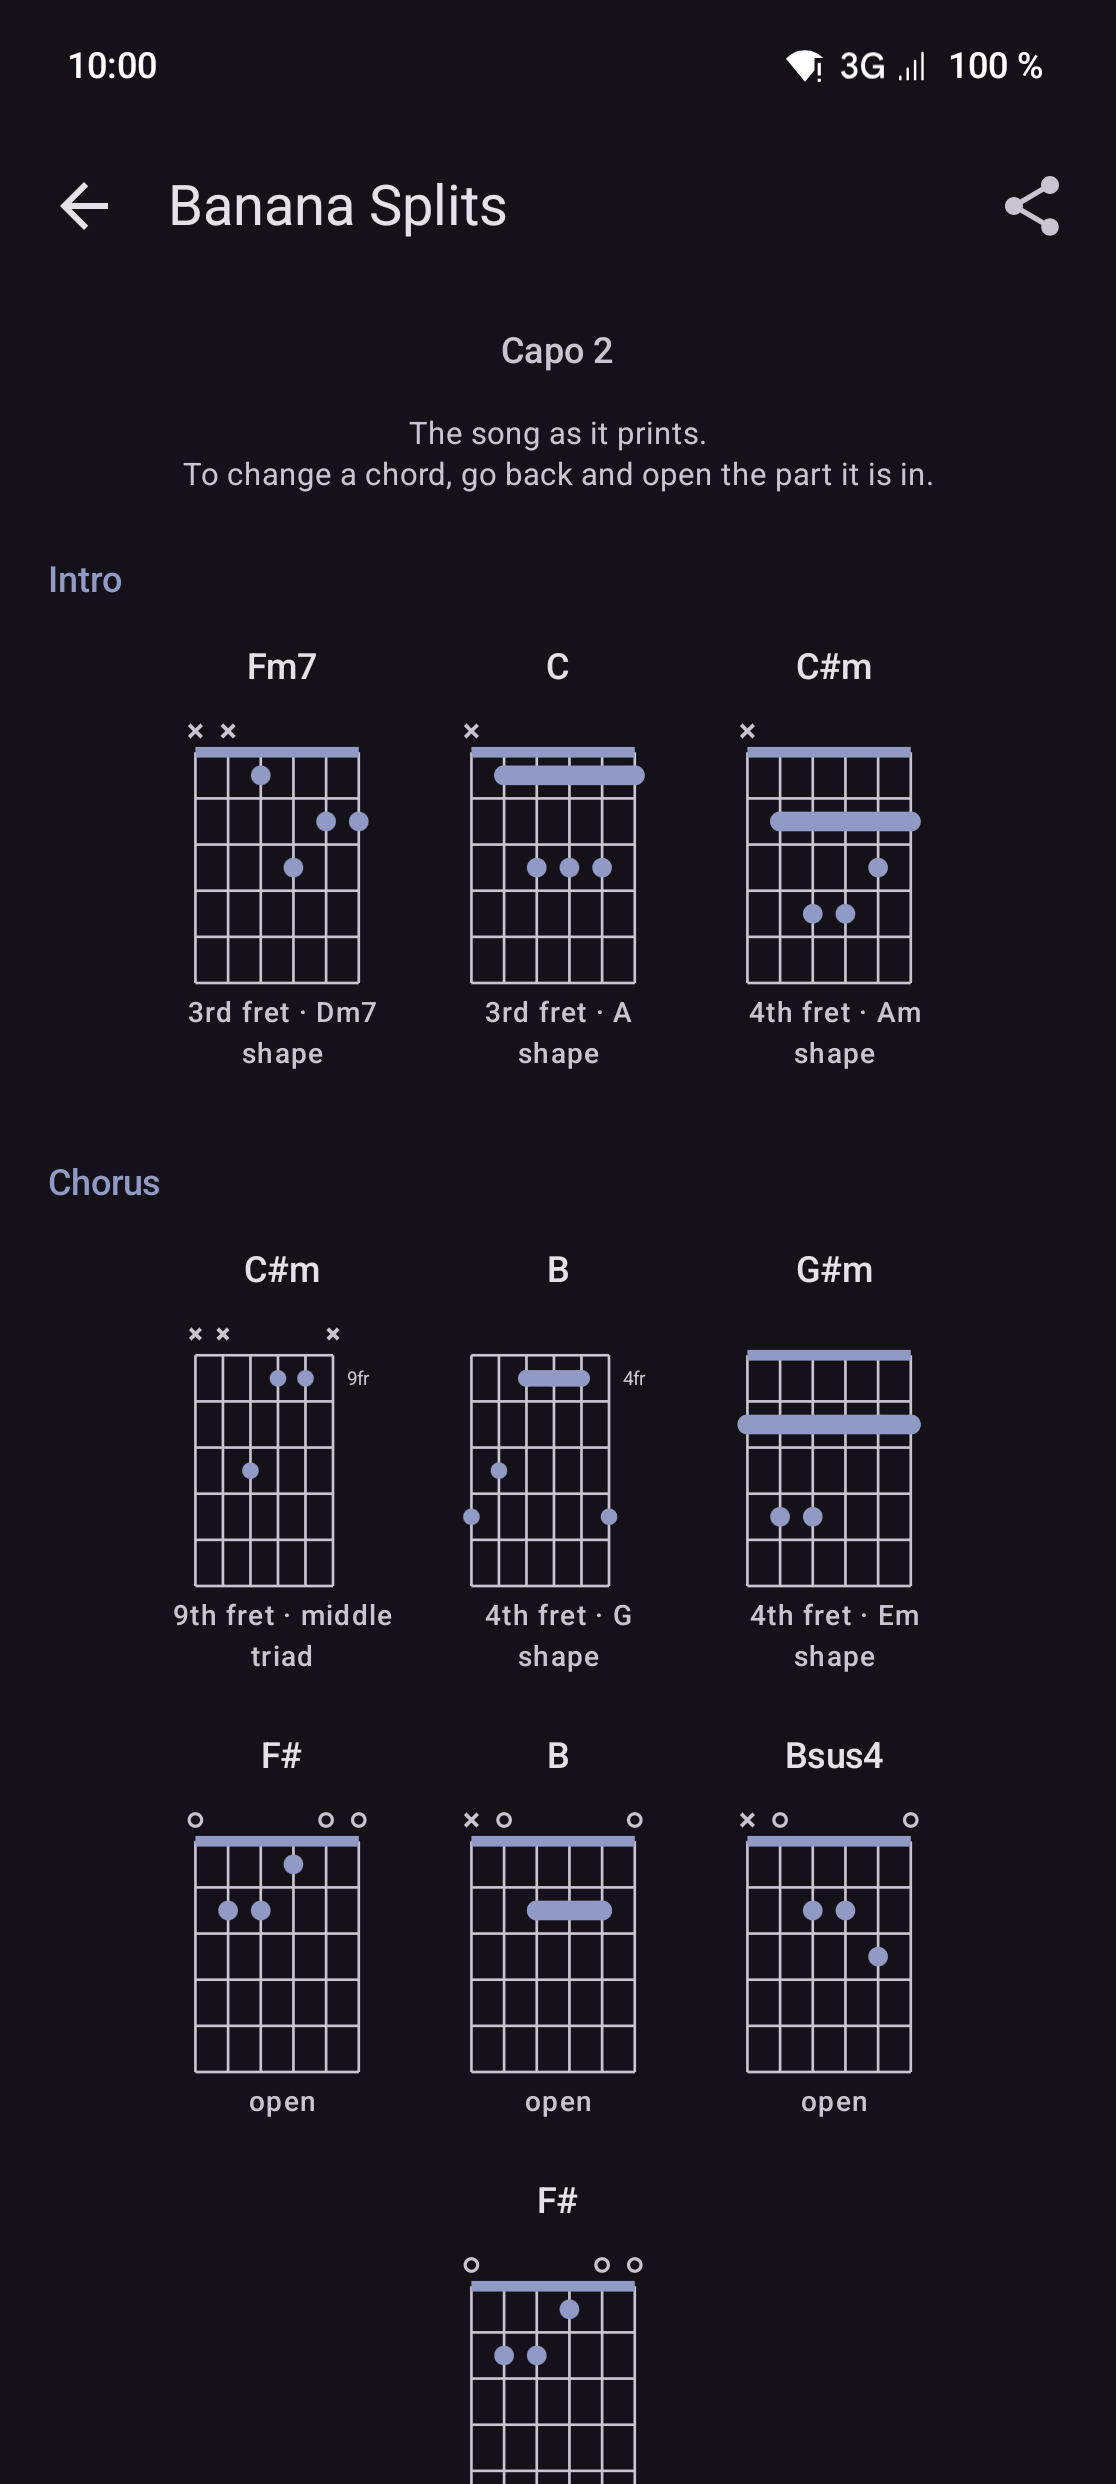 10:00 3G 100 %
Banana Splits
Capo 2
The song as it prints.
To change a chord, go back and open the part it is in.
Intro
Fm7 C C#m
× × × ×
3rd fret · Dm7 shape
3rd fret · A shape
4th fret · Am shape
Chorus
C#m B G#m
× × ×
9fr 4fr
9th fret · middle triad
4th fret · G shape
4th fret · Em shape
F# B Bsus4
× ×
open open open
F#